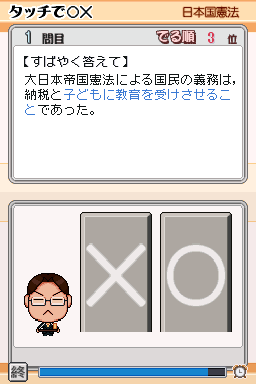 タッチで○× 日本国憲法
1 問目 でる順 3 位
【すばやく答えて】
大日本帝国憲法による国民の義務は,
納税と子どもに教育を受けさせるこ
とであった。
× ○
終